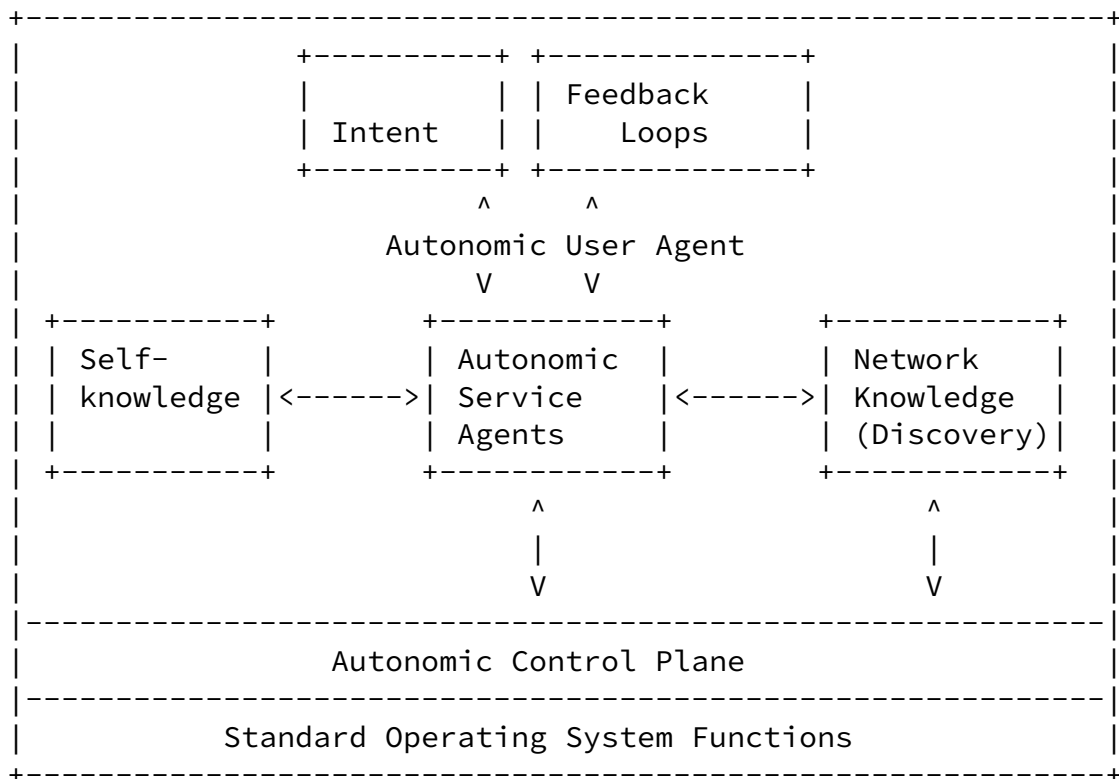 Feedback
Intent Loops
Autonomic User Agent
Self- Autonomic Network
knowledge Service Knowledge
Agents (Discovery)
Autonomic Control Plane
Standard Operating System Functions